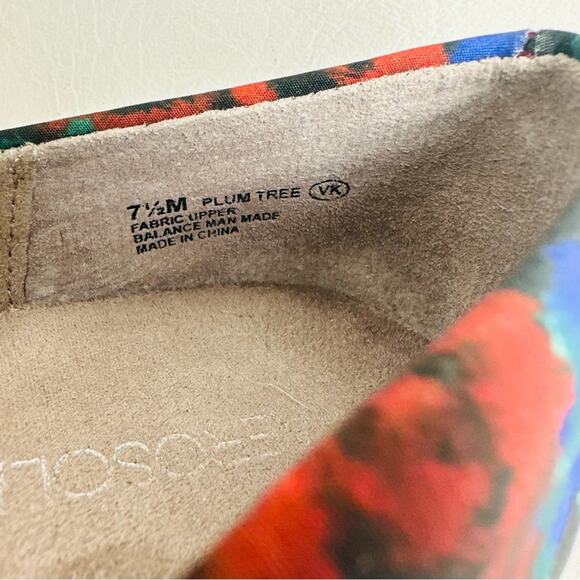 7½M PLUM TREE VK
FABRIC UPPER
BALANCE MAN MADE
MADE IN CHINA